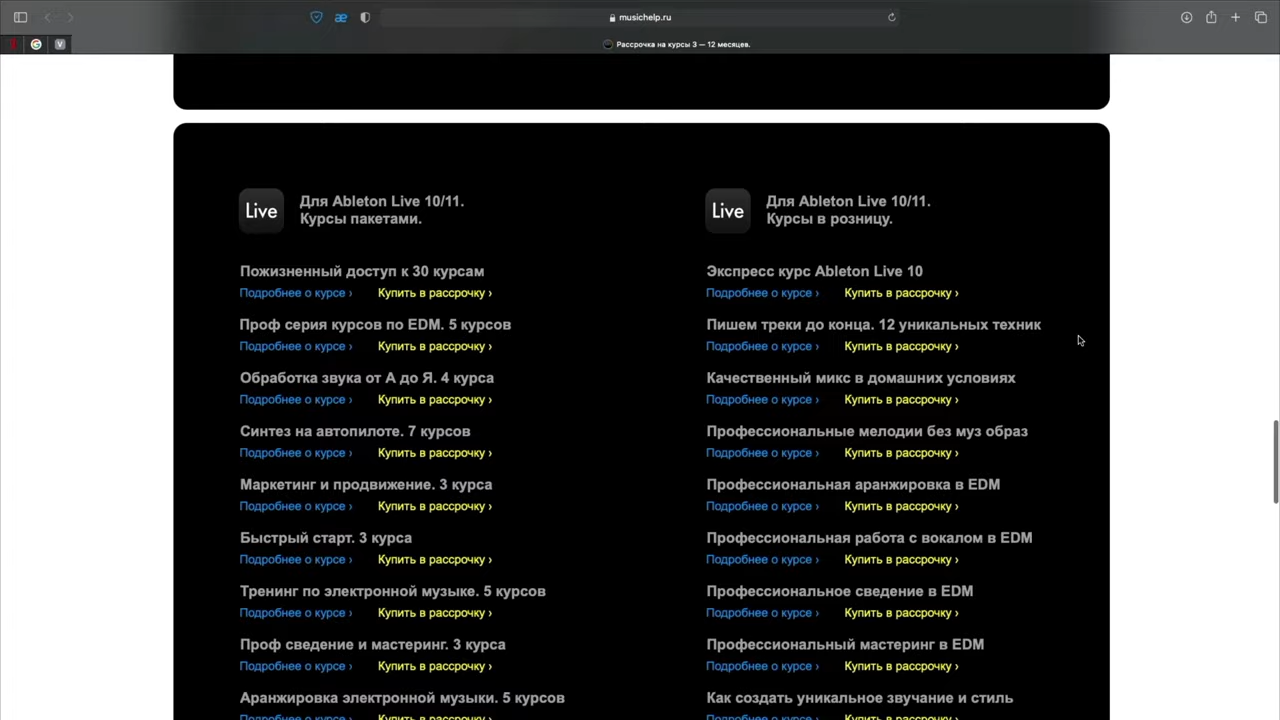 musichelp.ru
V
Рассрочка на курсы 3 — 12 месяцев.
Live
Для Ableton Live 10/11.
Курсы пакетами.
Пожизненный доступ к 30 курсам
Подробнее о курсе › Купить в рассрочку ›
Проф серия курсов по EDM. 5 курсов
Подробнее о курсе › Купить в рассрочку ›
Обработка звука от А до Я. 4 курса
Подробнее о курсе › Купить в рассрочку ›
Синтез на автопилоте. 7 курсов
Подробнее о курсе › Купить в рассрочку ›
Маркетинг и продвижение. 3 курса
Подробнее о курсе › Купить в рассрочку ›
Быстрый старт. 3 курса
Подробнее о курсе › Купить в рассрочку ›
Тренинг по электронной музыке. 5 курсов
Подробнее о курсе › Купить в рассрочку ›
Проф сведение и мастеринг. 3 курса
Подробнее о курсе › Купить в рассрочку ›
Аранжировка электронной музыки. 5 курсов
Подробнее о курсе › Купить в рассрочку ›
Live
Для Ableton Live 10/11.
Курсы в розницу.
Экспресс курс Ableton Live 10
Подробнее о курсе › Купить в рассрочку ›
Пишем треки до конца. 12 уникальных техник
Подробнее о курсе › Купить в рассрочку ›
Качественный микс в домашних условиях
Подробнее о курсе › Купить в рассрочку ›
Профессиональные мелодии без муз образ
Подробнее о курсе › Купить в рассрочку ›
Профессиональная аранжировка в EDM
Подробнее о курсе › Купить в рассрочку ›
Профессиональная работа с вокалом в EDM
Подробнее о курсе › Купить в рассрочку ›
Профессиональное сведение в EDM
Подробнее о курсе › Купить в рассрочку ›
Профессиональный мастеринг в EDM
Подробнее о курсе › Купить в рассрочку ›
Как создать уникальное звучание и стиль
Подробнее о курсе › Купить в рассрочку ›